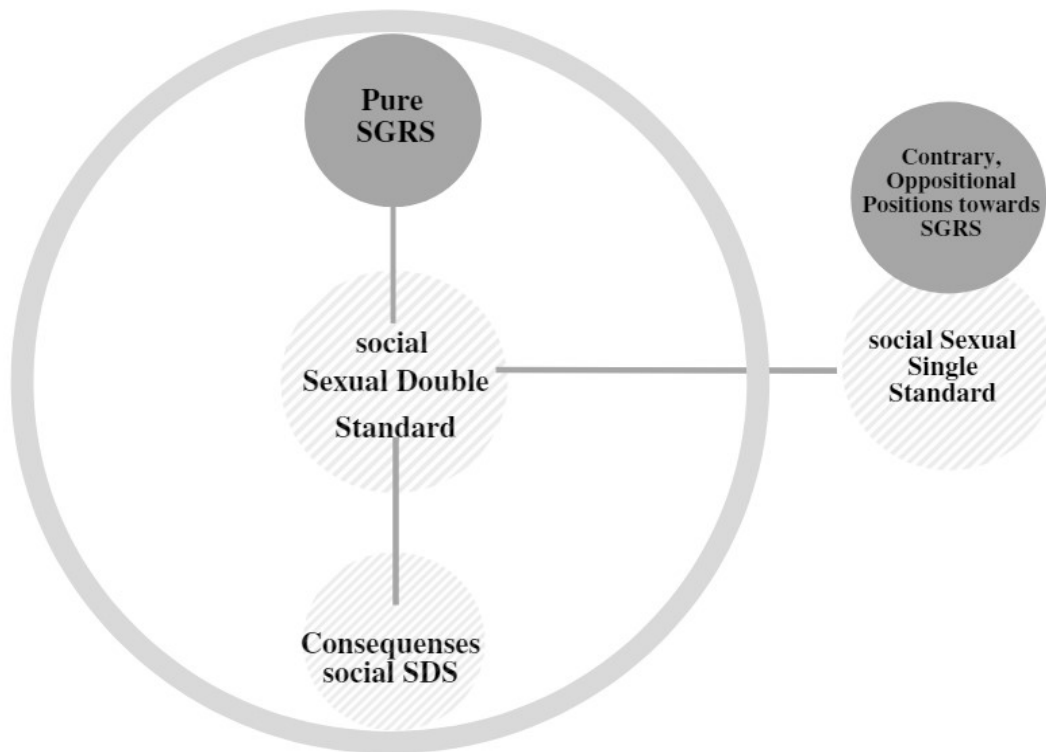 Pure
SGRS
Contrary,
Oppositional
Positions towards
SGRS
social
Sexual Double
Standard
social Sexual
Single
Standard
Consequenses
social SDS